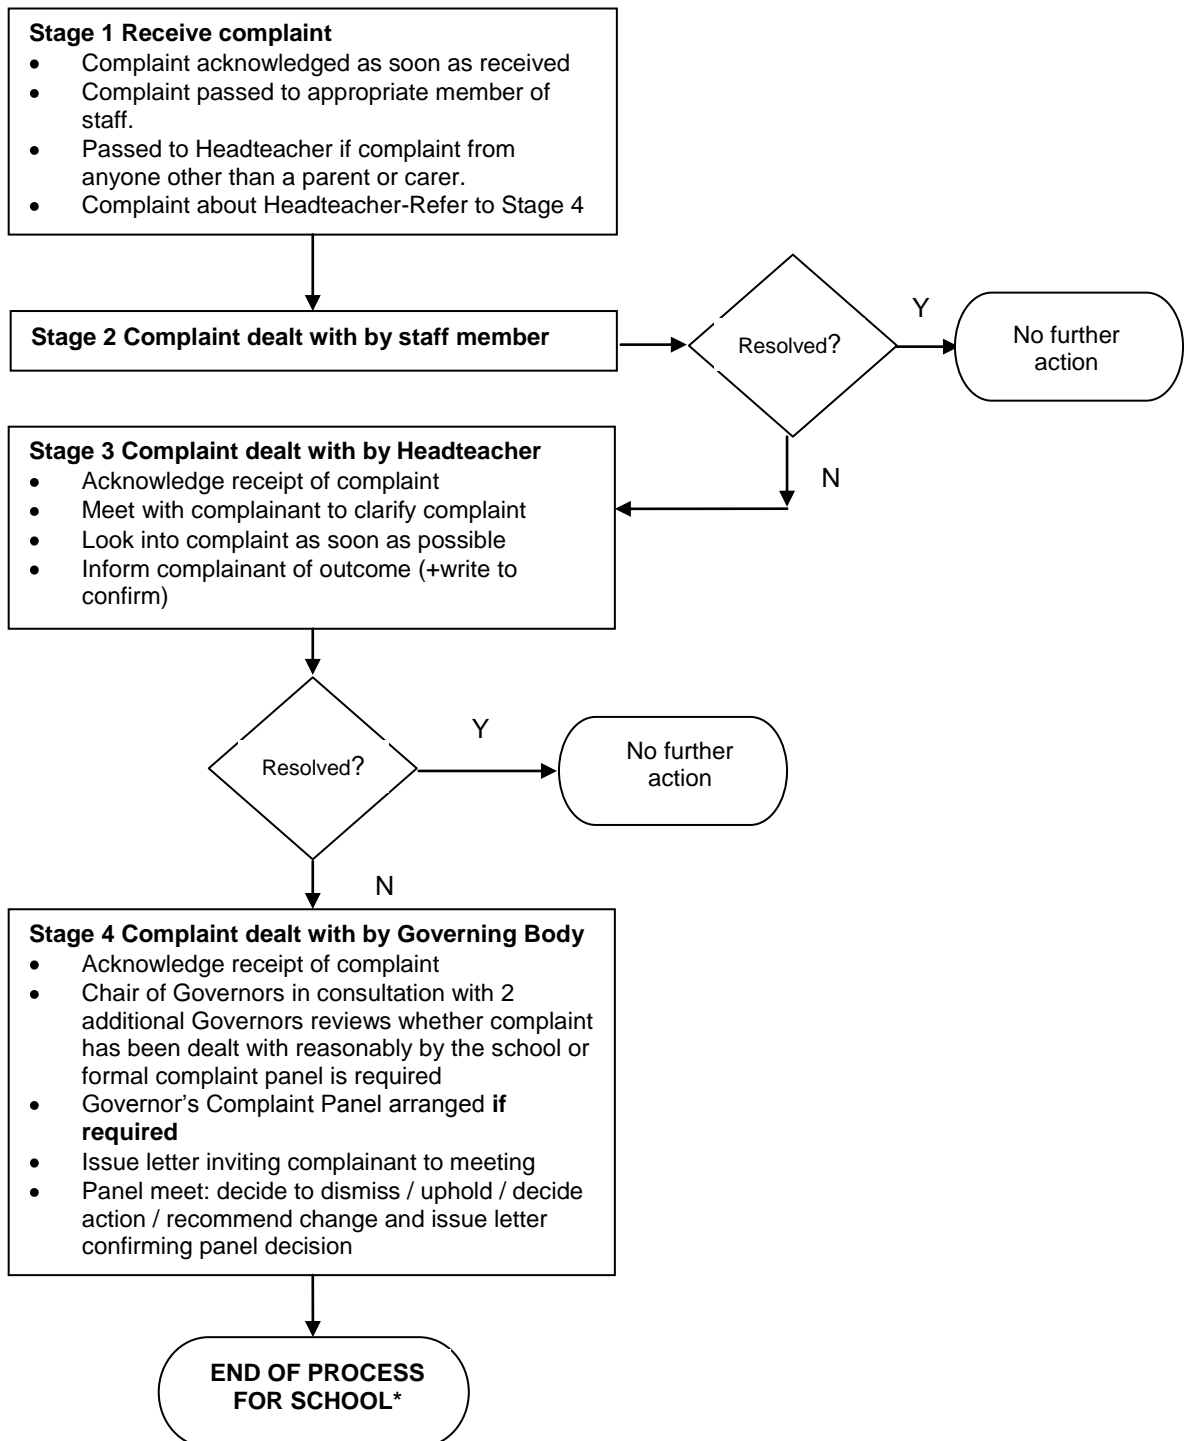 Stage 1 Receive complaint
• Complaint acknowledged as soon as received
• Complaint passed to appropriate member of
staff.
• Passed to Headteacher if complaint from
anyone other than a parent or carer.
• Complaint about Headteacher-Refer to Stage 4
Stage 2 Complaint dealt with by staff member
Resolved?
Y
No further
action
N
Stage 3 Complaint dealt with by Headteacher
• Acknowledge receipt of complaint
• Meet with complainant to clarify complaint
• Look into complaint as soon as possible
• Inform complainant of outcome (+write to
confirm)
Resolved?
Y
No further
action
N
Stage 4 Complaint dealt with by Governing Body
• Acknowledge receipt of complaint
• Chair of Governors in consultation with 2
additional Governors reviews whether complaint
has been dealt with reasonably by the school or
formal complaint panel is required
• Governor’s Complaint Panel arranged if
required
• Issue letter inviting complainant to meeting
• Panel meet: decide to dismiss / uphold / decide
action / recommend change and issue letter
confirming panel decision
END OF PROCESS
FOR SCHOOL*